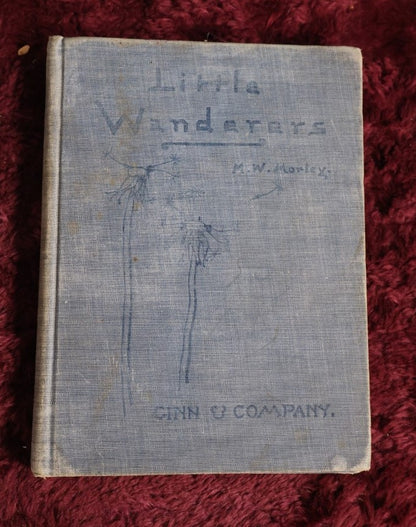 Little
Wanderers
M.W. Morley.
GINN & COMPANY.